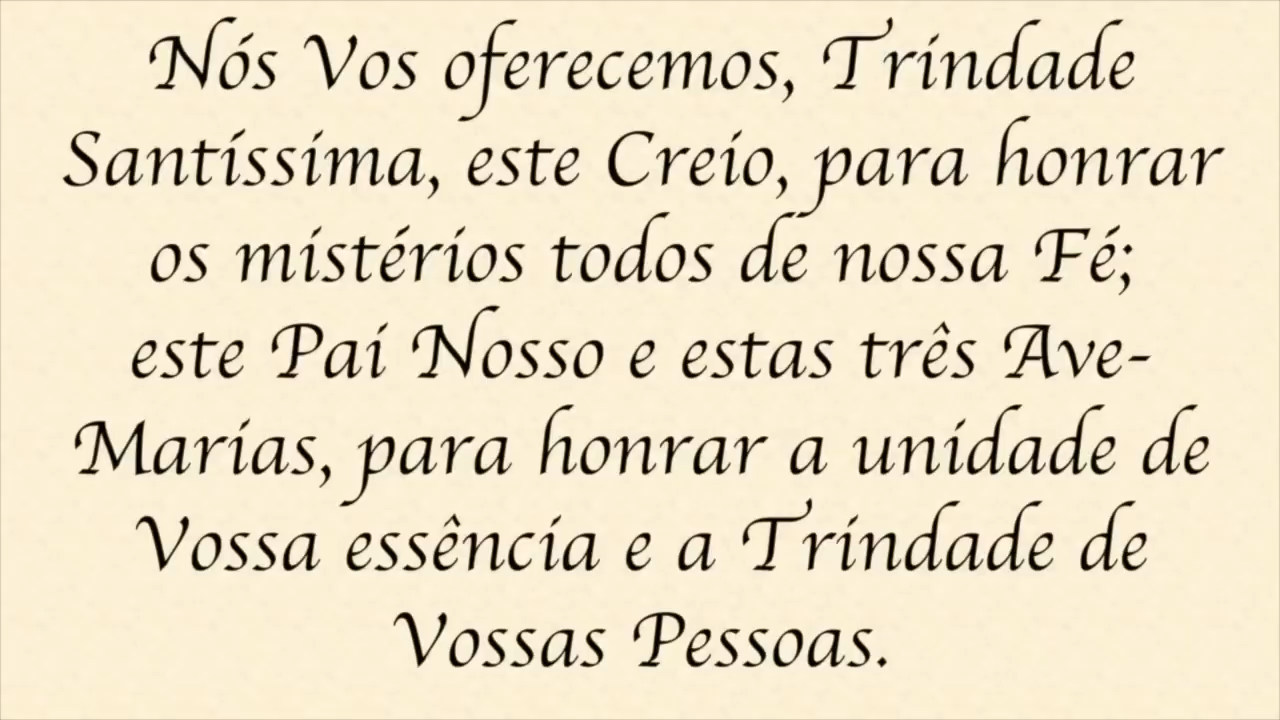 Nós Vos oferecemos, Trindade
Santíssima, este Creio, para honrar
os mistérios todos de nossa Fé;
este Pai Nosso e estas três Ave-
Marias, para honrar a unidade de
Vossa essência e a Trindade de
Vossas Pessoas.